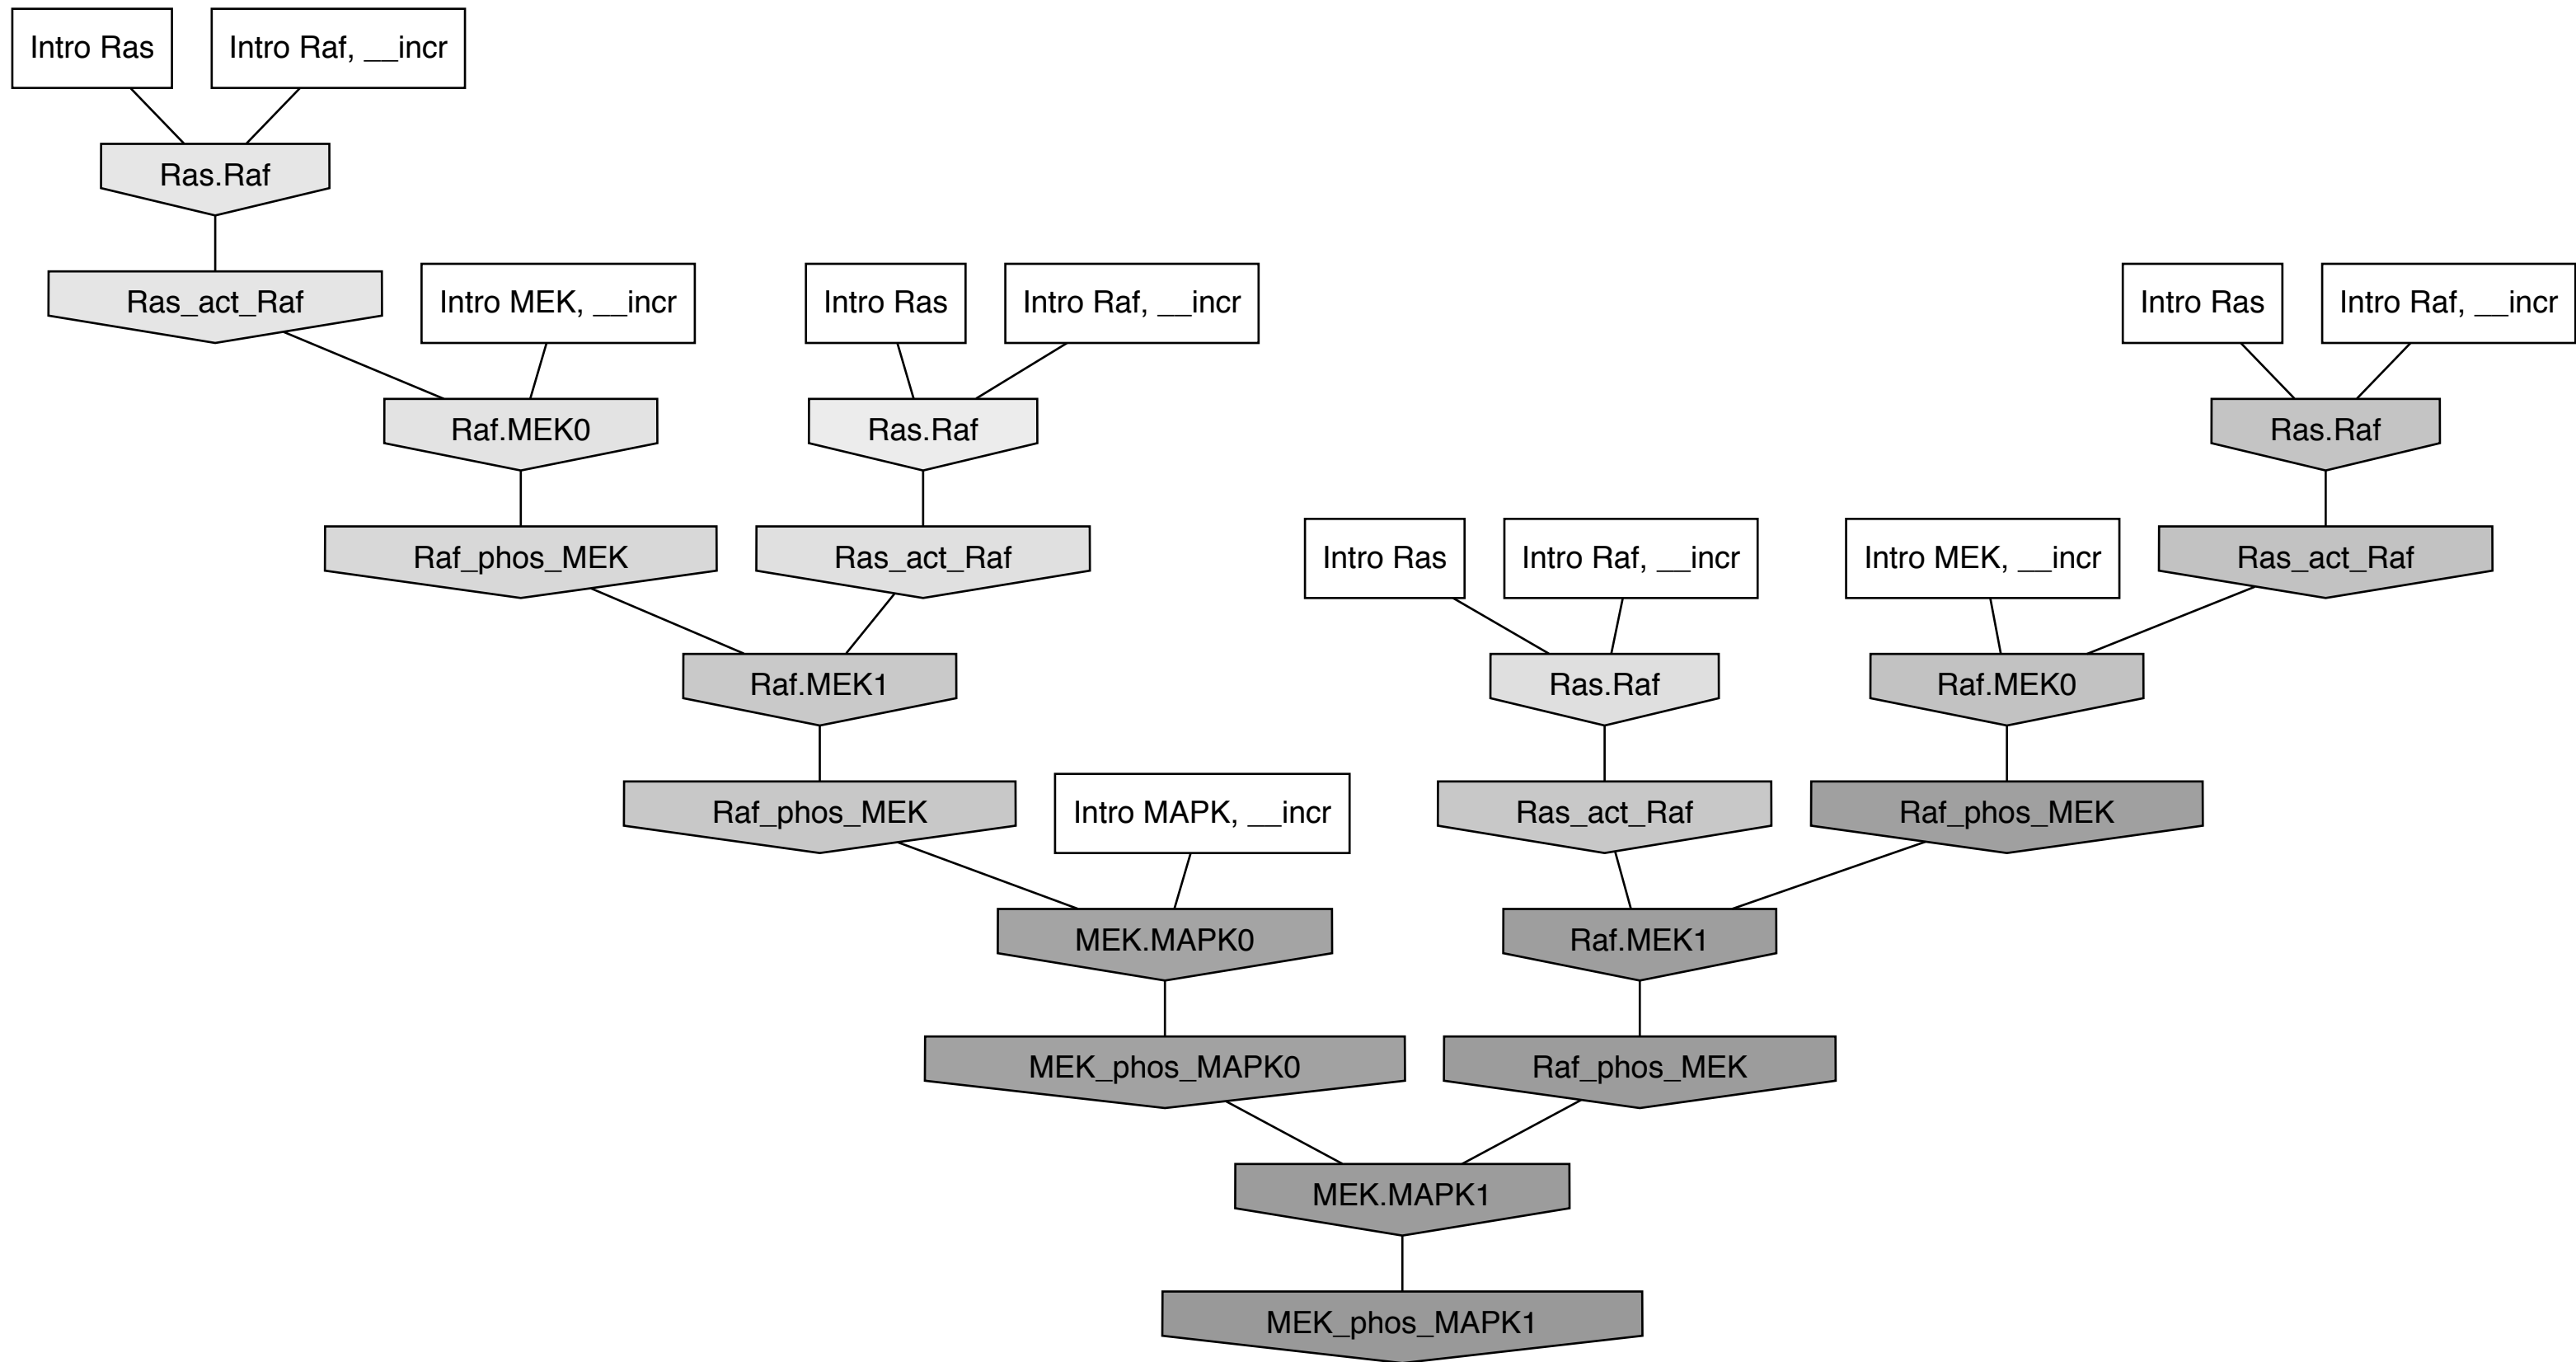 Intro Ras
Intro Raf, __incr
Ras.Raf
Ras_act_Raf
Intro MEK, __incr
Intro Ras
Intro Raf, __incr
Intro Ras
Intro Raf, __incr
Raf.MEK0
Ras.Raf
Ras.Raf
Raf_phos_MEK
Ras_act_Raf
Intro Ras
Intro Raf, __incr
Intro MEK, __incr
Ras_act_Raf
Raf.MEK1
Ras.Raf
Raf.MEK0
Raf_phos_MEK
Intro MAPK, __incr
Ras_act_Raf
Raf_phos_MEK
MEK.MAPK0
Raf.MEK1
MEK_phos_MAPK0
Raf_phos_MEK
MEK.MAPK1
MEK_phos_MAPK1